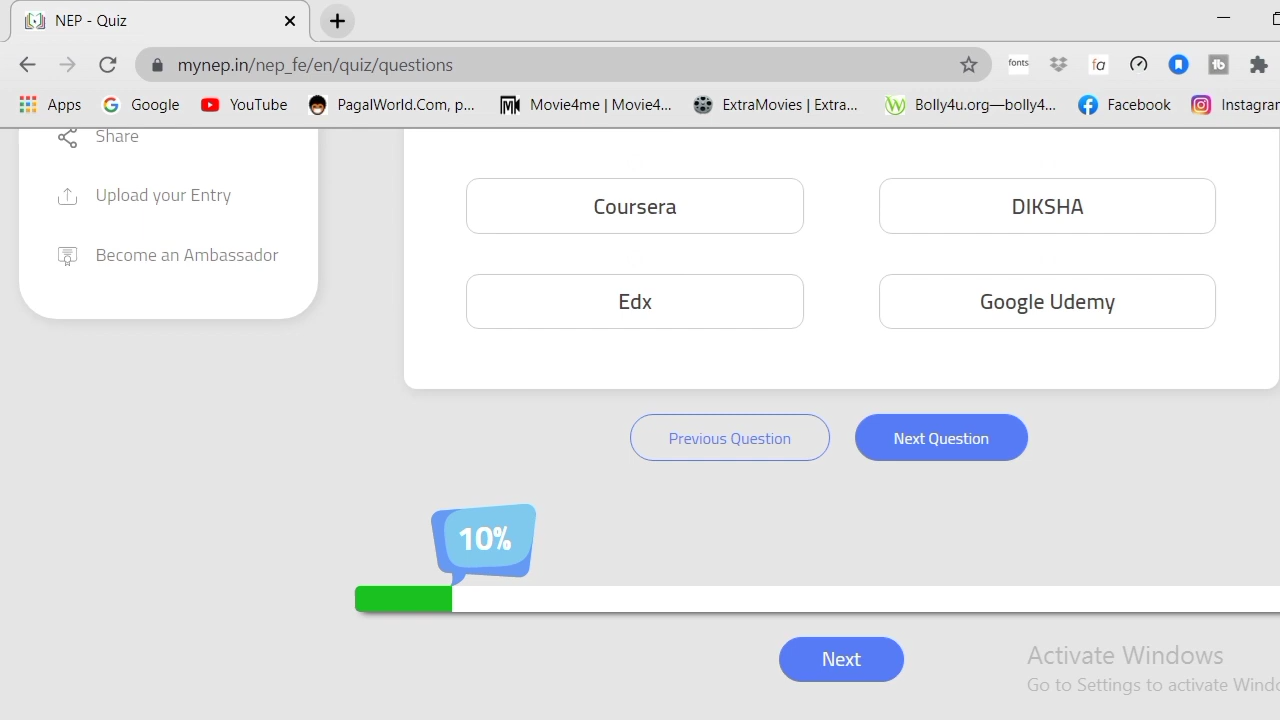 NEP - Quiz
mynep.in/nep_fe/en/quiz/questions
fonts
fa
tb
Apps
Google
YouTube
PagalWorld.Com, p...
Movie4me | Movie4...
ExtraMovies | Extra...
Bolly4u.org—bolly4...
Facebook
Instagram
Share
Upload your Entry
Become an Ambassador
Coursera
DIKSHA
Edx
Google Udemy
Previous Question
Next Question
10%
Next
Activate Windows
Go to Settings to activate Windo